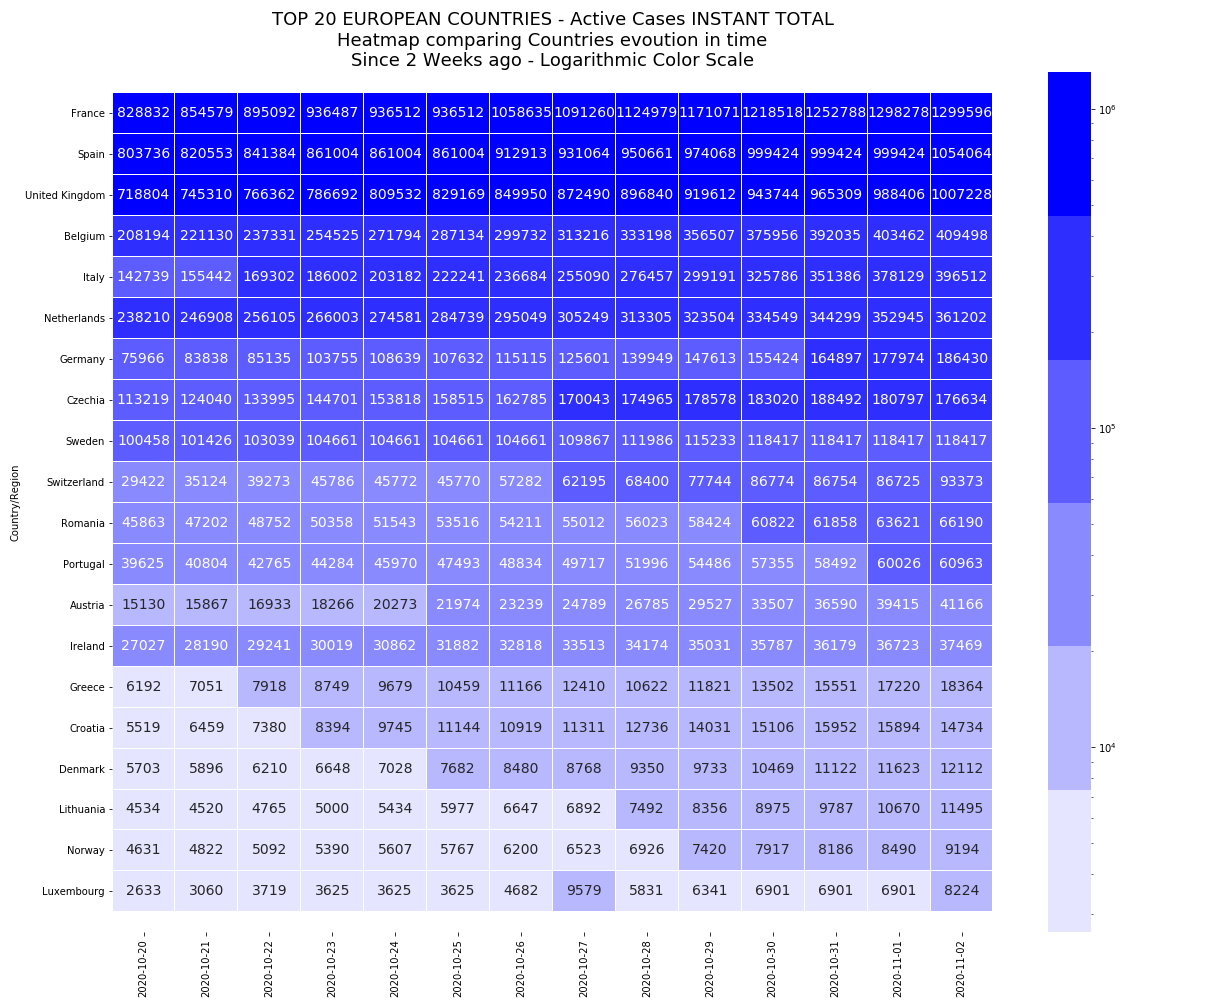 TOP 20 EUROPEAN COUNTRIES - Active Cases INSTANT TOTAL
Heatmap comparing Countries evoution in time
Since 2 Weeks ago - Logarithmic Color Scale
Country/Region
France 828832 854579 895092 936487 936512 936512 1058635 1091260 1124979 1171071 1218518 1252788 1298278 1299596
Spain 803736 820553 841384 861004 861004 861004 912913 931064 950661 974068 999424 999424 999424 1054064
United Kingdom 718804 745310 766362 786692 809532 829169 849950 872490 896840 919612 943744 965309 988406 1007228
Belgium 208194 221130 237331 254525 271794 287134 299732 313216 333198 356507 375956 392035 403462 409498
Italy 142739 155442 169302 186002 203182 222241 236684 255090 276457 299191 325786 351386 378129 396512
Netherlands 238210 246908 256105 266003 274581 284739 295049 305249 313305 323504 334549 344299 352945 361202
Germany 75966 83838 85135 103755 108639 107632 115115 125601 139949 147613 155424 164897 177974 186430
Czechia 113219 124040 133995 144701 153818 158515 162785 170043 174965 178578 183020 188492 180797 176634
Sweden 100458 101426 103039 104661 104661 104661 104661 109867 111986 115233 118417 118417 118417 118417
Switzerland 29422 35124 39273 45786 45772 45770 57282 62195 68400 77744 86774 86754 86725 93373
Romania 45863 47202 48752 50358 51543 53516 54211 55012 56023 58424 60822 61858 63621 66190
Portugal 39625 40804 42765 44284 45970 47493 48834 49717 51996 54486 57355 58492 60026 60963
Austria 15130 15867 16933 18266 20273 21974 23239 24789 26785 29527 33507 36590 39415 41166
Ireland 27027 28190 29241 30019 30862 31882 32818 33513 34174 35031 35787 36179 36723 37469
Greece 6192 7051 7918 8749 9679 10459 11166 12410 10622 11821 13502 15551 17220 18364
Croatia 5519 6459 7380 8394 9745 11144 10919 11311 12736 14031 15106 15952 15894 14734
Denmark 5703 5896 6210 6648 7028 7682 8480 8768 9350 9733 10469 11122 11623 12112
Lithuania 4534 4520 4765 5000 5434 5977 6647 6892 7492 8356 8975 9787 10670 11495
Norway 4631 4822 5092 5390 5607 5767 6200 6523 6926 7420 7917 8186 8490 9194
Luxembourg 2633 3060 3719 3625 3625 3625 4682 9579 5831 6341 6901 6901 6901 8224
2020-10-20 2020-10-21 2020-10-22 2020-10-23 2020-10-24 2020-10-25 2020-10-26 2020-10-27 2020-10-28 2020-10-29 2020-10-30 2020-10-31 2020-11-01 2020-11-02
10⁶
10⁵
10⁴